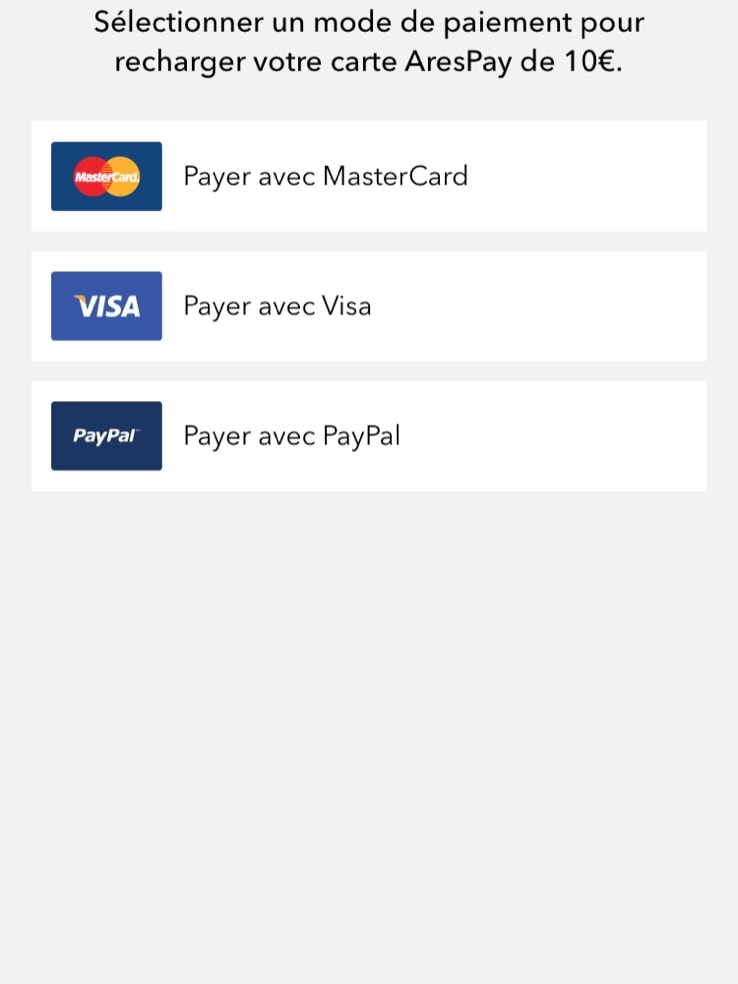 Sélectionner un mode de paiement pour
recharger votre carte AresPay de 10€.
MasterCard
Payer avec MasterCard
VISA
Payer avec Visa
PayPal
Payer avec PayPal